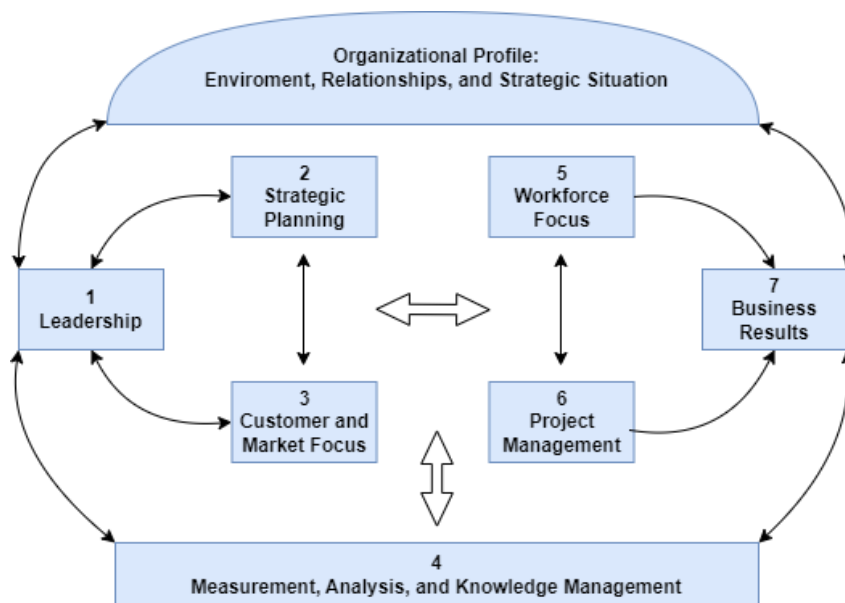 Organizational Profile:
Enviroment, Relationships, and Strategic Situation
2
Strategic
Planning
5
Workforce
Focus
1
Leadership
7
Business
Results
3
Customer and
Market Focus
6
Project
Management
4
Measurement, Analysis, and Knowledge Management